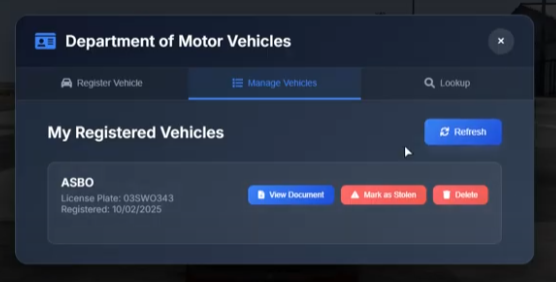 Department of Motor Vehicles
Register Vehicle
Manage Vehicles
Lookup
My Registered Vehicles
Refresh
ASBO
License Plate: 03SWO343
Registered: 10/02/2025
View Document
Mark as Stolen
Delete